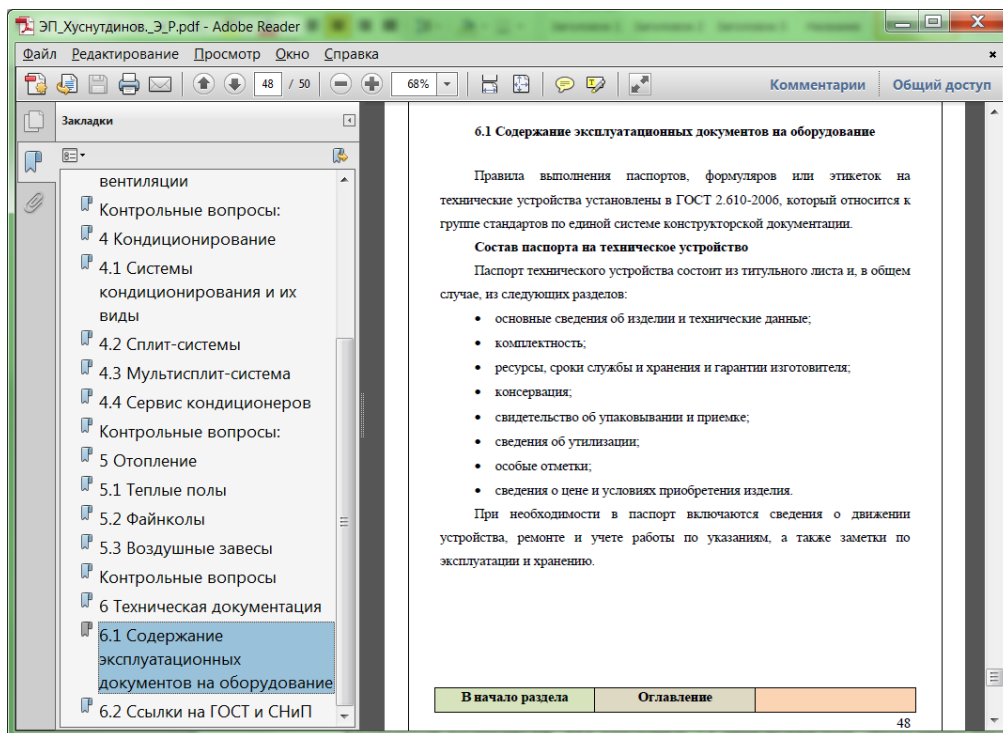 ЭП_Хуснутдинов._Э_Р.pdf - Adobe Reader
Файл Редактирование Просмотр Окно Справка
48 / 50 68% Комментарии Общий доступ
Закладки
вентиляции
Контрольные вопросы:
4 Кондиционирование
4.1 Системы
кондиционирования и их
виды
4.2 Сплит-системы
4.3 Мультисплит-система
4.4 Сервис кондиционеров
Контрольные вопросы:
5 Отопление
5.1 Теплые полы
5.2 Файнколы
5.3 Воздушные завесы
Контрольные вопросы
6 Техническая документация
6.1 Содержание
эксплуатационных
документов на оборудование
6.2 Ссылки на ГОСТ и СНиП
6.1 Содержание эксплуатационных документов на оборудование
Правила выполнения паспортов, формуляров или этикеток на
технические устройства установлены в ГОСТ 2.610-2006, который относится к
группе стандартов по единой системе конструкторской документации.
Состав паспорта на техническое устройство
Паспорт технического устройства состоит из титульного листа и, в общем
случае, из следующих разделов:
• основные сведения об изделии и технические данные;
• комплектность;
• ресурсы, сроки службы и хранения и гарантии изготовителя;
• консервация;
• свидетельство об упаковывании и приемке;
• сведения об утилизации;
• особые отметки;
• сведения о цене и условиях приобретения изделия.
При необходимости в паспорт включаются сведения о движении
устройства, ремонте и учете работы по указаниям, а также заметки по
эксплуатации и хранению.
В начало раздела Оглавление
48